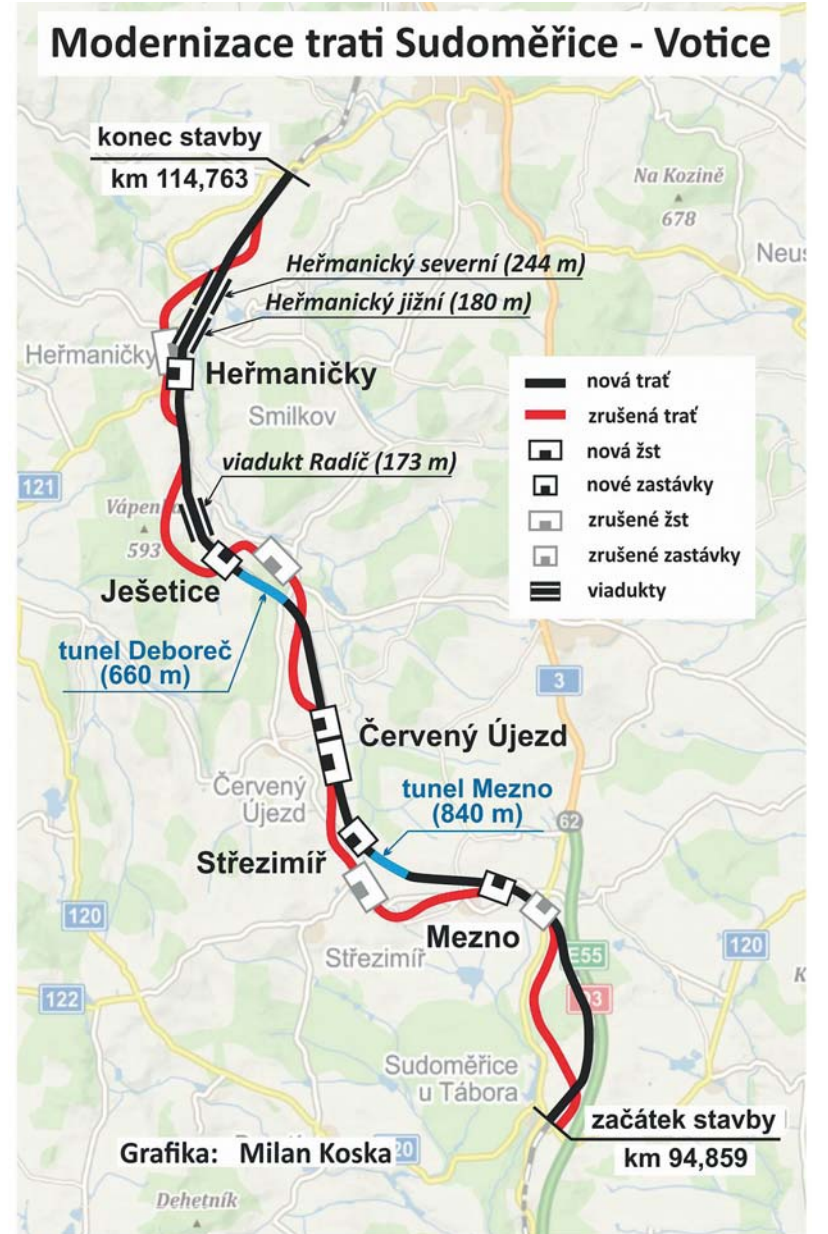 Modernizace trati Sudoměřice - Votice
konec stavby
km 114,763
Na Kozině
678
Heřmanický severní (244 m)
Heřmanický jižní (180 m)
Heřmaničky
Heřmaničky
Smilkov
nová trať
zrušená trať
nová žst
nové zastávky
zrušené žst
zrušené zastávky
viadukty
viadukt Radíč (173 m)
121
593
Ješetice
tunel Deboreč
(660 m)
3
Červený Újezd
Červený
Újezd
tunel Mezno
(840 m)
62
Střezimíř
Mezno
Střezimíř
120
E55
120
122
Sudoměřice
u Tábora
začátek stavby
km 94,859
Grafika: Milan Koska
20
Dehetník